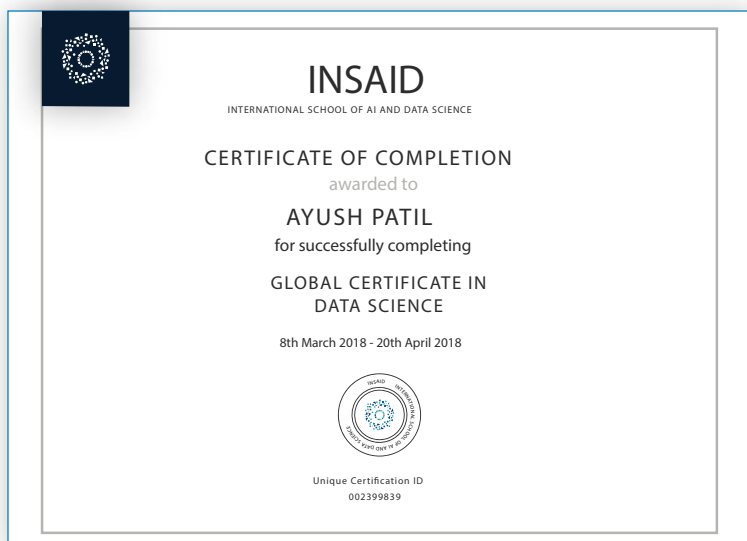 INSAID
INTERNATIONAL SCHOOL OF AI AND DATA SCIENCE
CERTIFICATE OF COMPLETION
awarded to
AYUSH PATIL
for successfully completing
GLOBAL CERTIFICATE IN
DATA SCIENCE
8th March 2018 - 20th April 2018
INSAID INTERNATIONAL SCHOOL OF AI AND DATA SCIENCE
Unique Certification ID
002399839